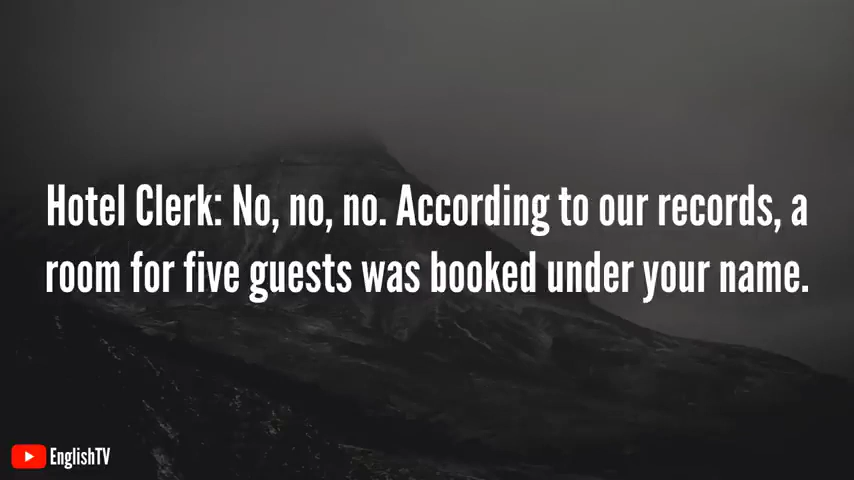 Hotel Clerk: No, no, no. According to our records, a
room for five guests was booked under your name.
EnglishTV